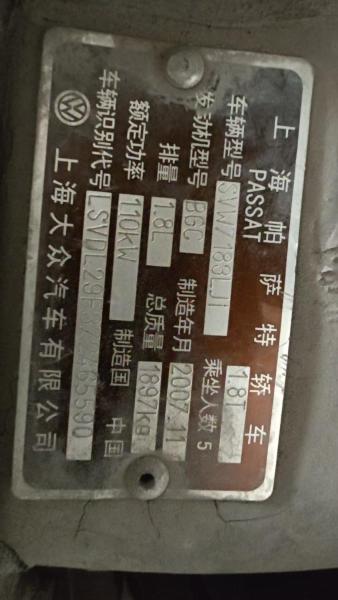 上海帕萨特轿车
PASSAT 1.8T
车辆型号 SVW7183LJI 乘坐人数 5
发动机型号 BGC 制造年月 2007.11
排量 1.8L 总质量 1897kg
额定功率 110kW 制造国 中国
车辆识别代号
上海大众汽车有限公司